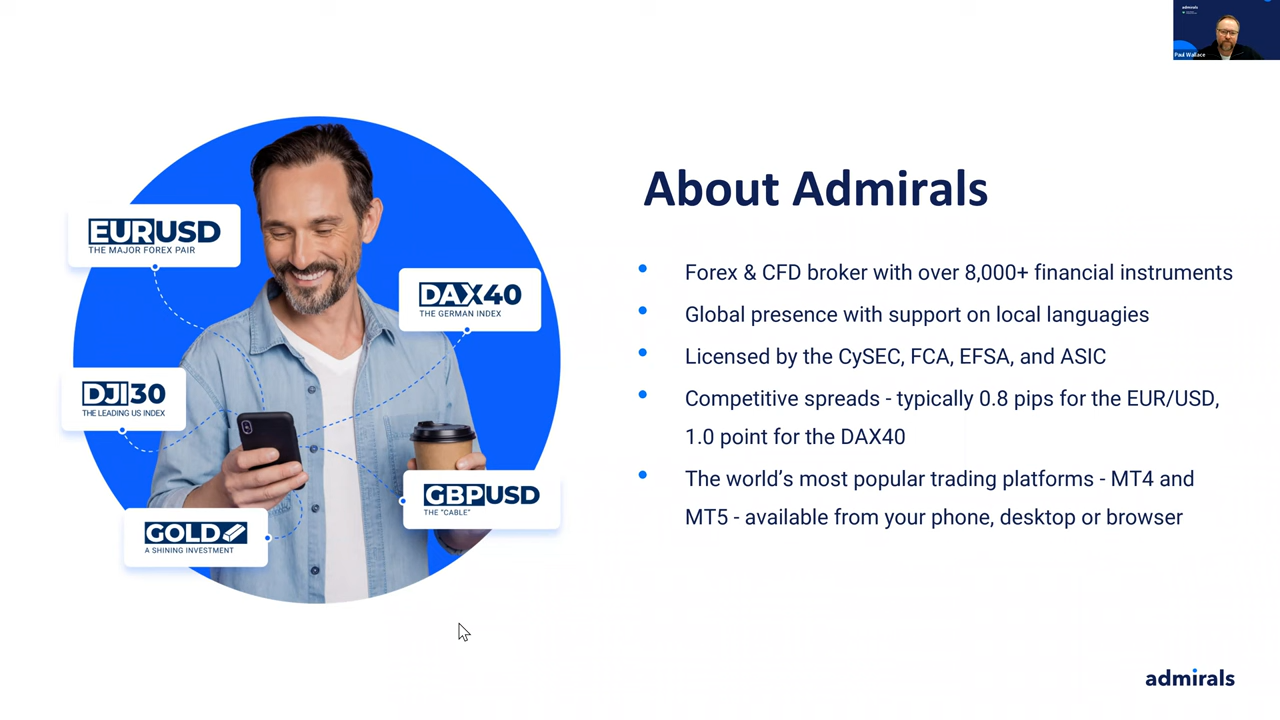 admirals
Paul Wallace
EURUSD
THE MAJOR FOREX PAIR
DAX40
THE GERMAN INDEX
DJI30
THE LEADING US INDEX
GBPUSD
THE "CABLE"
GOLD
A SHINING INVESTMENT
About Admirals
Forex & CFD broker with over 8,000+ financial instruments
Global presence with support on local languagies
Licensed by the CySEC, FCA, EFSA, and ASIC
Competitive spreads - typically 0.8 pips for the EUR/USD,
1.0 point for the DAX40
The world's most popular trading platforms - MT4 and
MT5 - available from your phone, desktop or browser
admirals